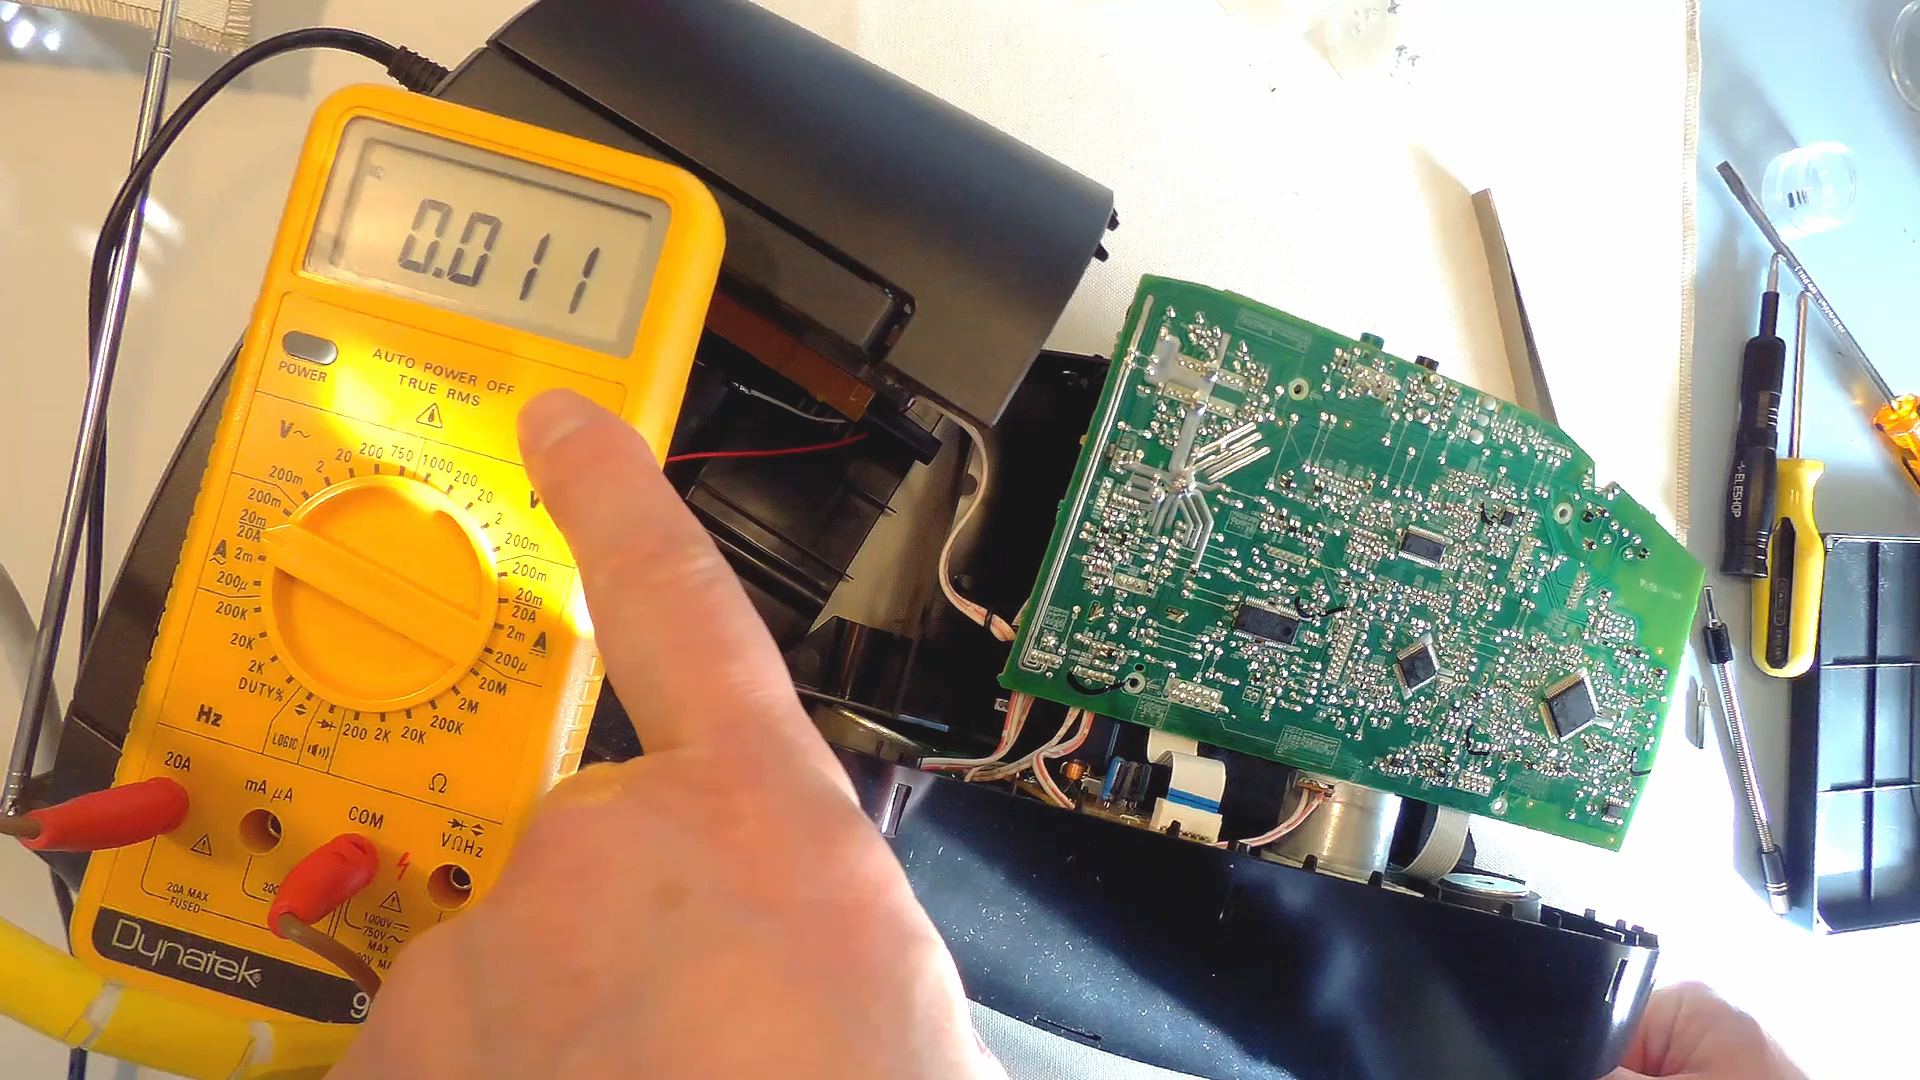 0.011
POWER
AUTO POWER OFF
TRUE RMS
V~
200m
2
20
200
750
1000
200
20
2
200m
V
200m
20m
20A
2m
200µ
A
200m
20m
20A
2m
200µ
A
200K
20K
2K
DUTY%
Hz
LOGIC
200
2K
20K
200K
2M
20M
Ω
20A
mA µA
COM
VΩHz
20A MAX
FUSED
1000V
750V~
MAX
Dynatek
9
ELESHOP